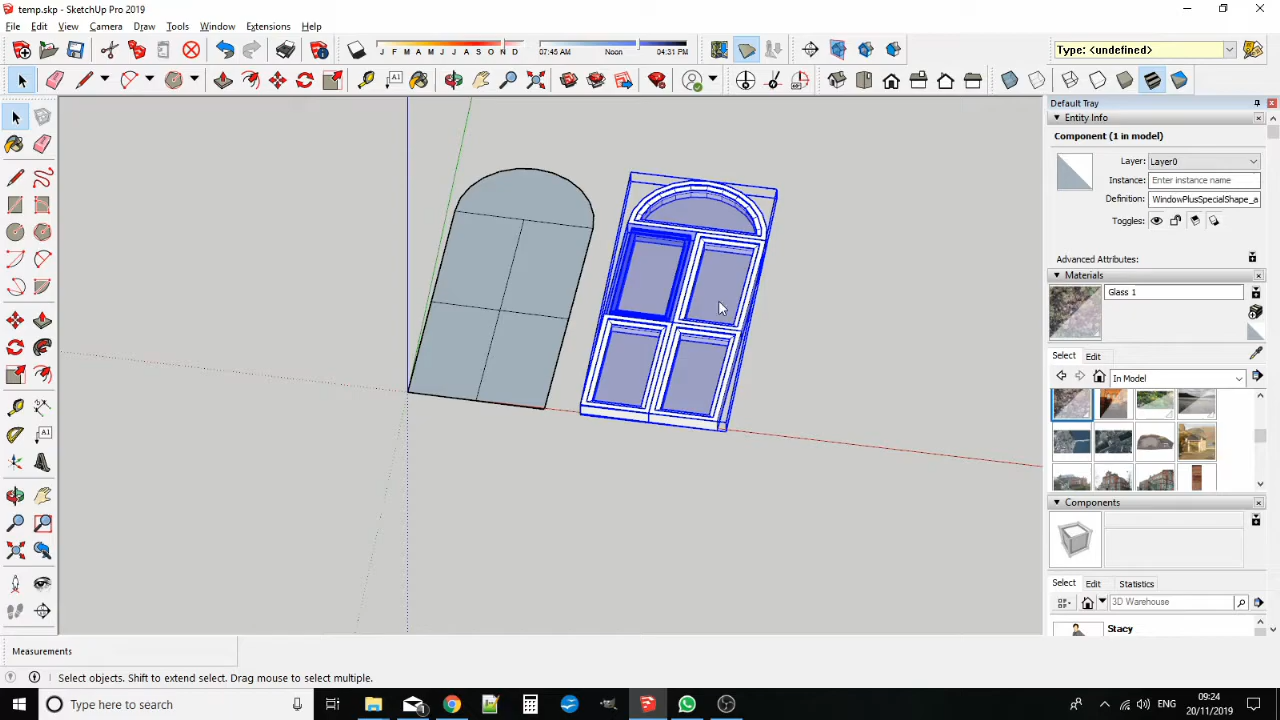 temp.skp - SketchUp Pro 2019
File Edit View Camera Draw Tools Window Extensions Help
J F M A M J J A S O N D
07:45 AM Noon 04:31 PM
Type: <undefined>
A1
Default Tray
Entity Info
Component (1 in model)
Layer: Layer0
Instance: Enter instance name
Definition: WindowPlusSpecialShape_a
Toggles:
Advanced Attributes:
Materials
Glass 1
Select Edit
In Model
Components
Select Edit Statistics
3D Warehouse
Stacy
Measurements
Select objects. Shift to extend select. Drag mouse to select multiple.
Type here to search
ENG
09:24
20/11/2019